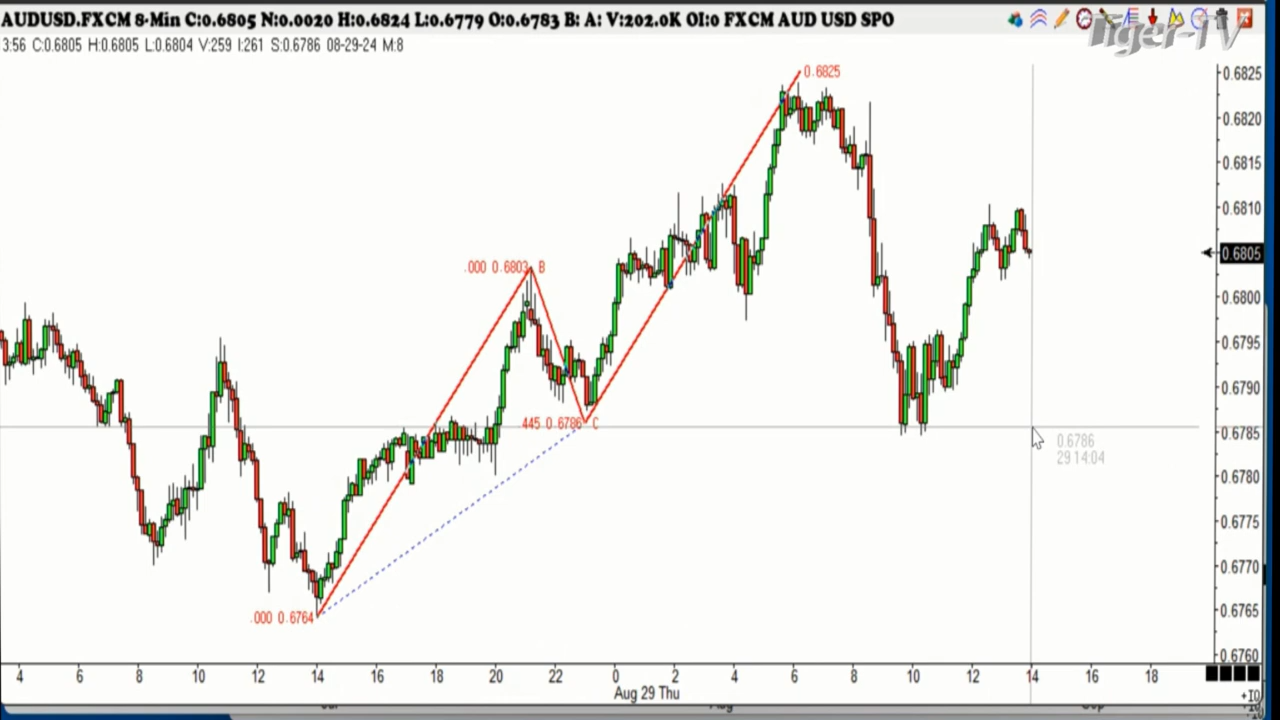 AUDUSD.FXCM 8-Min C:0.6805 N:0.0020 H:0.6824 L:0.6779 O:0.6783 B: A: V:202.0K OI:0 FXCM AUD USD SPO
Tiger-TV
3:56 C:0.6805 H:0.6805 L:0.6804 V:259 I:261 S:0.6786 08-29-24 M:8
0.6825
0.6825
0.6820
0.6815
0.6810
0.6805
.000 0.6803 B
0.6800
0.6795
0.6790
445 0.6786 C
0.6785
0.6786
29 14:04
0.6780
0.6775
0.6770
.000 0.6764
0.6765
0.6760
4 6 8 10 12 14 16 18 20 22 0 2 4 6 8 10 12 14 16 18
Aug 29 Thu
+I0